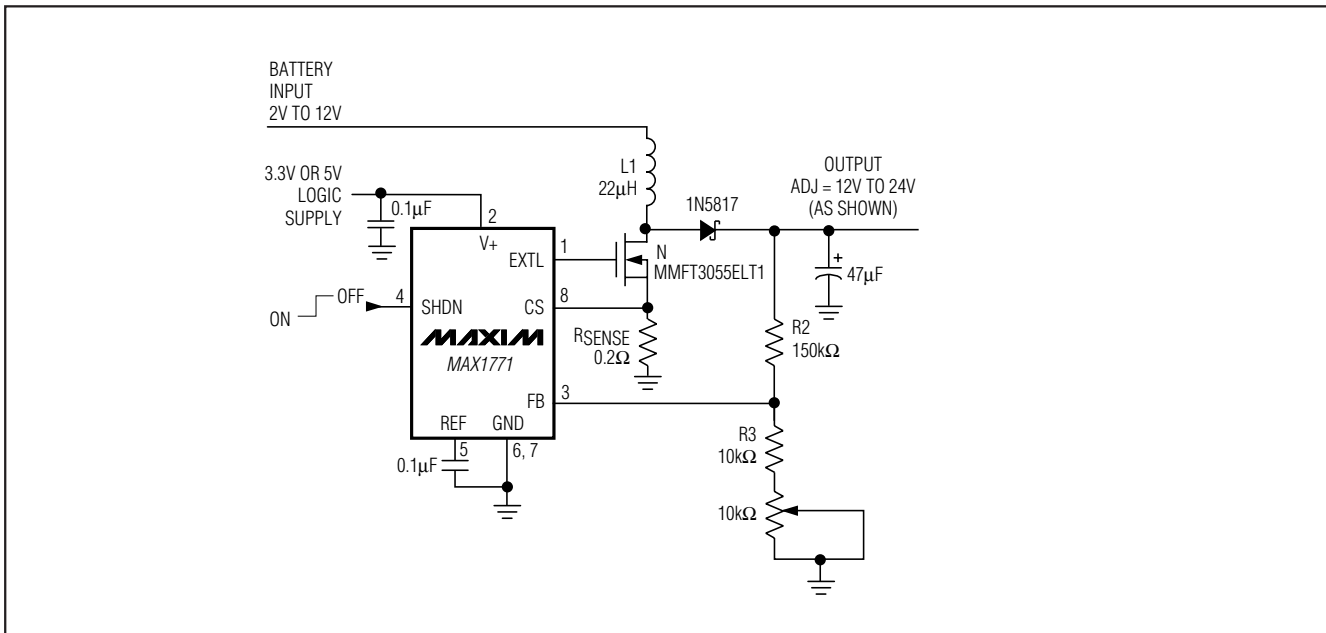 BATTERY
INPUT
2V TO 12V
3.3V OR 5V
LOGIC
SUPPLY
0.1µF
2
V+
L1
22µH
1N5817
OUTPUT
ADJ = 12V TO 24V
(AS SHOWN)
EXTL
1
N
MMFT3055ELT1
+
47µF
ON
OFF
4
SHDN
CS
8
RSENSE
0.2Ω
MAXIM
MAX1771
R2
150kΩ
FB
3
REF
GND
5
6, 7
0.1µF
R3
10kΩ
10kΩ